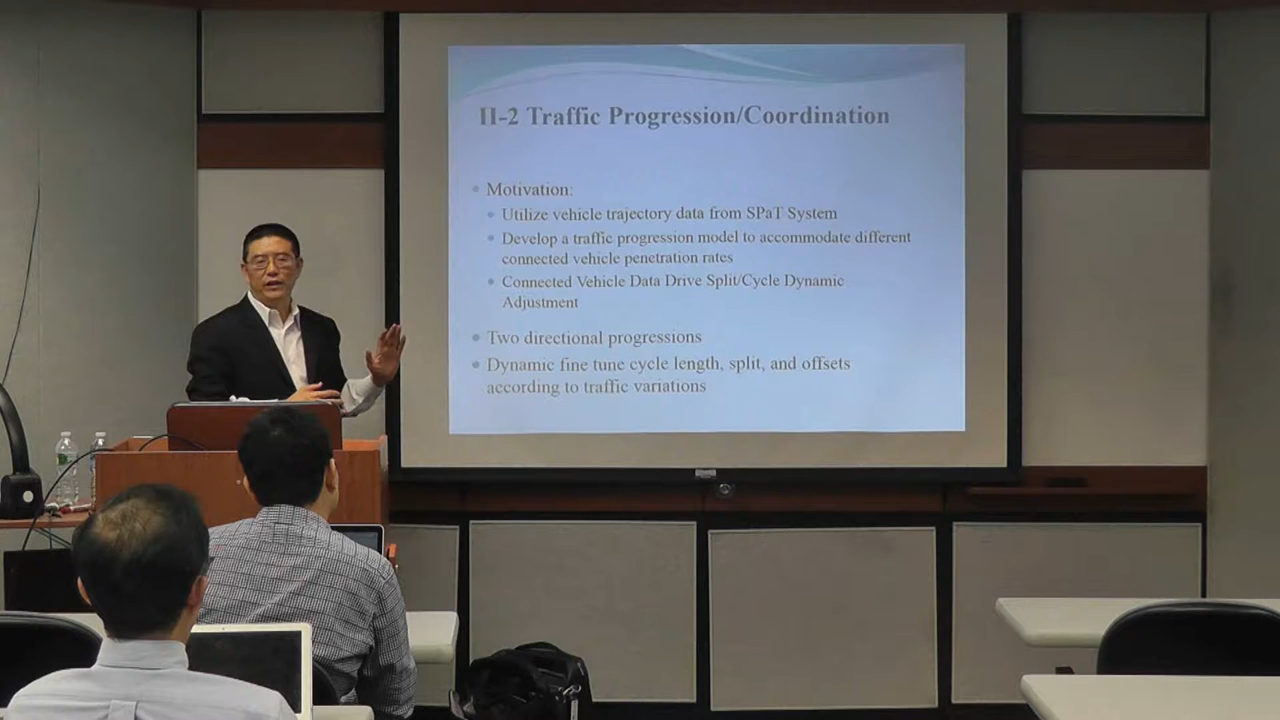 II-2 Traffic Progression/Coordination
Motivation:
Utilize vehicle trajectory data from SPaT System
Develop a traffic progression model to accommodate different
connected vehicle penetration rates
Connected Vehicle Data Drive Split/Cycle Dynamic
Adjustment
Two directional progressions
Dynamic fine tune cycle length, split, and offsets
according to traffic variations